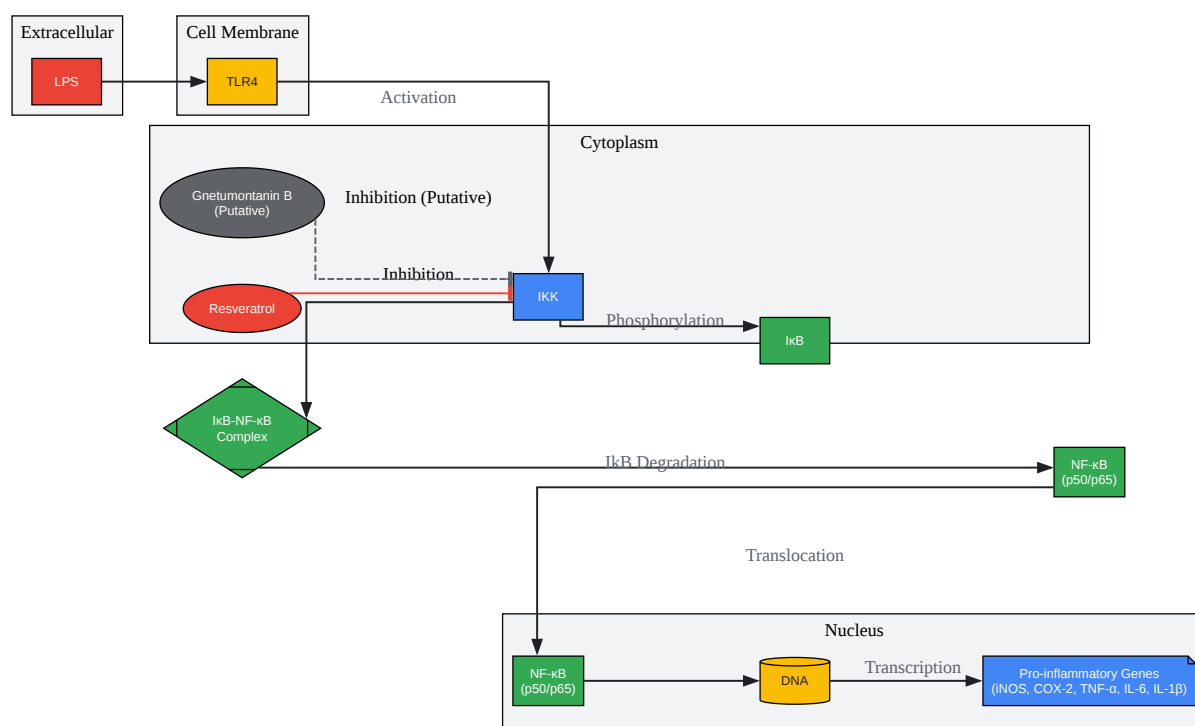 Extracellular
Cell Membrane
LPS
TLR4
Activation
Cytoplasm
Gnetumontanin B
(Putative)
Inhibition (Putative)
Inhibition
Resveratrol
IKK
Phosphorylation
IκB
IκB-NF-κB
Complex
IkB Degradation
NF-κB
(p50/p65)
Translocation
Nucleus
NF-κB
(p50/p65)
DNA
Transcription
Pro-inflammatory Genes
(iNOS, COX-2, TNF-α, IL-6, IL-1β)